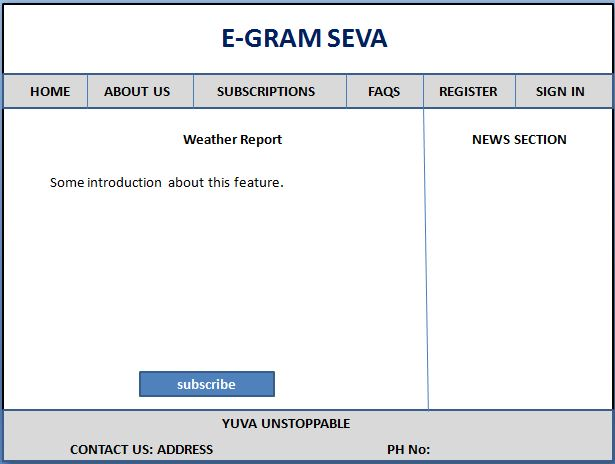 E-GRAM SEVA
HOME ABOUT US SUBSCRIPTIONS FAQS REGISTER SIGN IN
Weather Report
Some introduction about this feature.
subscribe
NEWS SECTION
YUVA UNSTOPPABLE
CONTACT US: ADDRESS PH No: